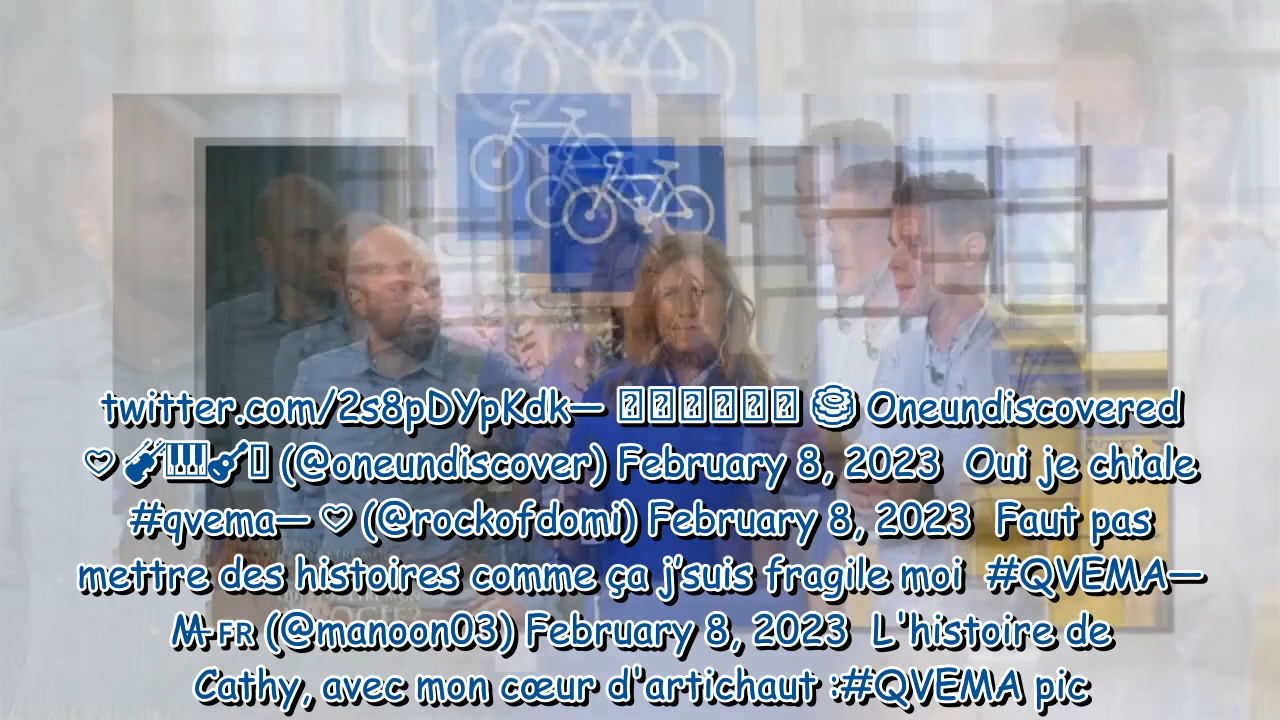 twitter.com/2s8pDYpKdk— 🏵 Oneundiscovered
♡🎻🎹🎸 (@oneundiscover) February 8, 2023 Oui je chiale
#qvema— ♡ (@rockofdomi) February 8, 2023 Faut pas
mettre des histoires comme ça j’suis fragile moi #QVEMA—
M-FR (@manoon03) February 8, 2023 L'histoire de
Cathy, avec mon cœur d'artichaut :#QVEMA pic